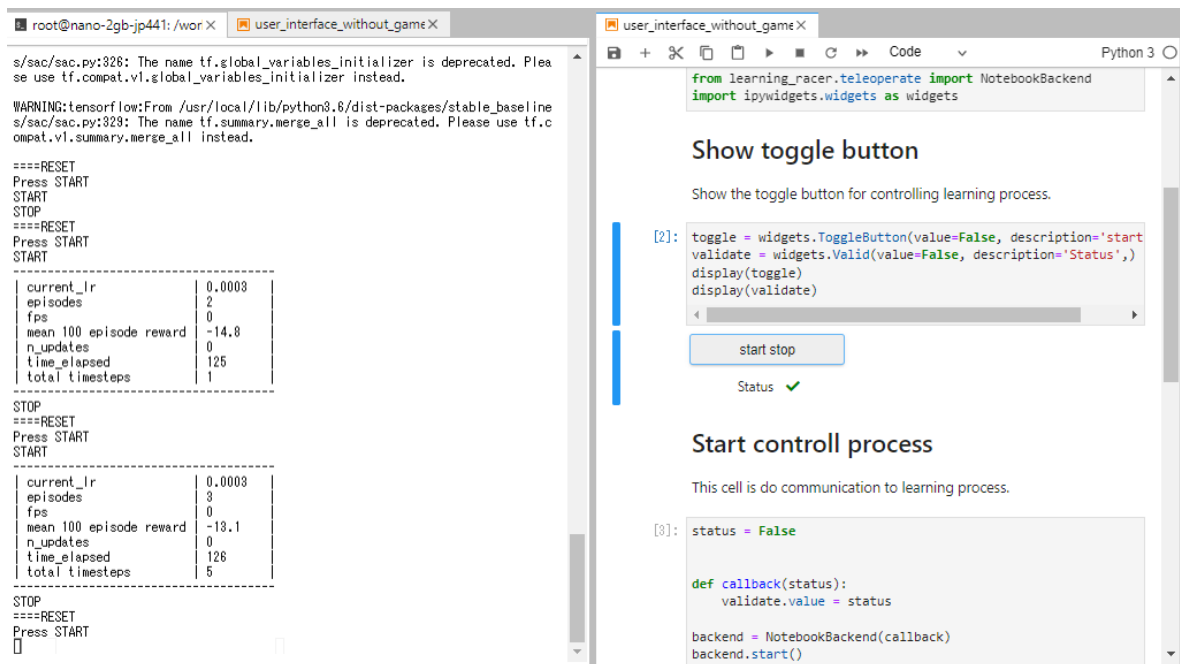 root@nano-2gb-jp441: /wor
user_interface_without_game
s/sac/sac.py:326: The name tf.global_variables_initializer is deprecated. Plea
se use tf.compat.v1.global_variables_initializer instead.
WARNING:tensorflow:From /usr/local/lib/python3.6/dist-packages/stable_baseline
s/sac/sac.py:329: The name tf.summary.merge_all is deprecated. Please use tf.c
ompat.v1.summary.merge_all instead.
====RESET
Press START
START
STOP
====RESET
Press START
START
---------------------------------------
| current_lr | 0.0003 |
| episodes | 2 |
| fps | 0 |
| mean 100 episode reward | -14.8 |
| n_updates | 0 |
| time_elapsed | 125 |
| total timesteps | 1 |
---------------------------------------
STOP
====RESET
Press START
START
---------------------------------------
| current_lr | 0.0003 |
| episodes | 3 |
| fps | 0 |
| mean 100 episode reward | -13.1 |
| n_updates | 0 |
| time_elapsed | 126 |
| total timesteps | 5 |
---------------------------------------
STOP
====RESET
Press START
user_interface_without_game
Code
Python 3
from learning_racer.teleoperate import NotebookBackend
import ipywidgets.widgets as widgets
Show toggle button
Show the toggle button for controlling learning process.
[2]: toggle = widgets.ToggleButton(value=False, description='start
validate = widgets.Valid(value=False, description='Status',)
display(toggle)
display(validate)
start stop
Status ✔
Start controll process
This cell is do communication to learning process.
[3]: status = False
def callback(status):
validate.value = status
backend = NotebookBackend(callback)
backend.start()